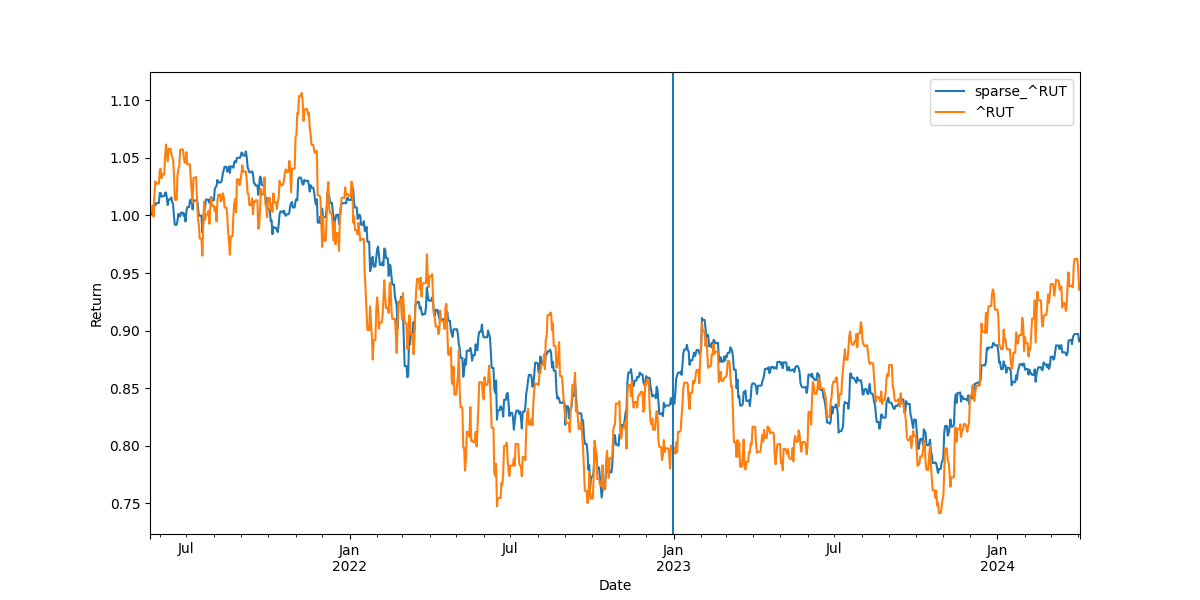 sparse_^RUT
^RUT
Return
1.10
1.05
1.00
0.95
0.90
0.85
0.80
0.75
Jul
Jan
2022
Jul
Jan
2023
Jul
Jan
2024
Date